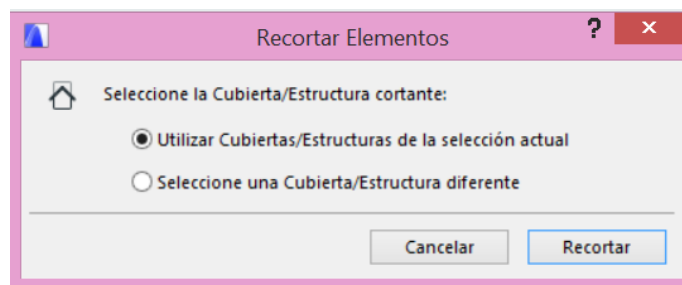 Recortar Elementos
? ×
Seleccione la Cubierta/Estructura cortante:
Utilizar Cubiertas/Estructuras de la selección actual
Seleccione una Cubierta/Estructura diferente
Cancelar Recortar